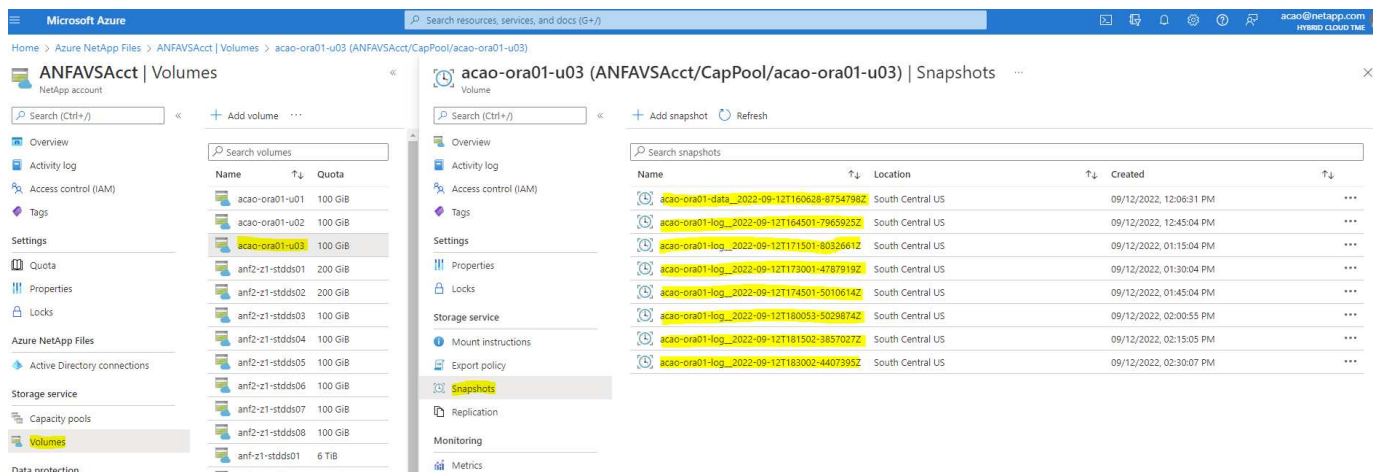 Microsoft Azure
Search resources, services, and docs (G+/)
acao@netapp.com
HYBRID CLOUD TME
Home > Azure NetApp Files > ANFAVSAcct | Volumes > acao-ora01-u03 (ANFAVSAcct/CapPool/acao-ora01-u03)
ANFAVSAcct | Volumes
NetApp account
Search (Ctrl+/)
Overview
Activity log
Access control (IAM)
Tags
Settings
Quota
Properties
Locks
Azure NetApp Files
Active Directory connections
Storage service
Capacity pools
Volumes
Data protection
+ Add volume ...
Search volumes
Name Quota
acao-ora01-u01 100 GiB
acao-ora01-u02 100 GiB
acao-ora01-u03 100 GiB
anf2-z1-stdds01 200 GiB
anf2-z1-stdds02 200 GiB
anf2-z1-stdds03 100 GiB
anf2-z1-stdds04 100 GiB
anf2-z1-stdds05 100 GiB
anf2-z1-stdds06 100 GiB
anf2-z1-stdds07 100 GiB
anf2-z1-stdds08 100 GiB
anf-z1-stdds01 6 TiB
acao-ora01-u03 (ANFAVSAcct/CapPool/acao-ora01-u03) | Snapshots ...
Volume
Search (Ctrl+/)
Overview
Activity log
Access control (IAM)
Tags
Settings
Properties
Locks
Storage service
Mount instructions
Export policy
Snapshots
Replication
Monitoring
Metrics
+ Add snapshot Refresh
Search snapshots
Name Location Created
acao-ora01-data__2022-09-12T160628-8754798Z South Central US 09/12/2022, 12:06:31 PM ...
acao-ora01-log__2022-09-12T164501-7965925Z South Central US 09/12/2022, 12:45:04 PM ...
acao-ora01-log__2022-09-12T171501-8032661Z South Central US 09/12/2022, 01:15:04 PM ...
acao-ora01-log__2022-09-12T173001-4787919Z South Central US 09/12/2022, 01:30:04 PM ...
acao-ora01-log__2022-09-12T174501-5010614Z South Central US 09/12/2022, 01:45:04 PM ...
acao-ora01-log__2022-09-12T180053-5029874Z South Central US 09/12/2022, 02:00:55 PM ...
acao-ora01-log__2022-09-12T181502-3857027Z South Central US 09/12/2022, 02:15:05 PM ...
acao-ora01-log__2022-09-12T183002-4407395Z South Central US 09/12/2022, 02:30:07 PM ...